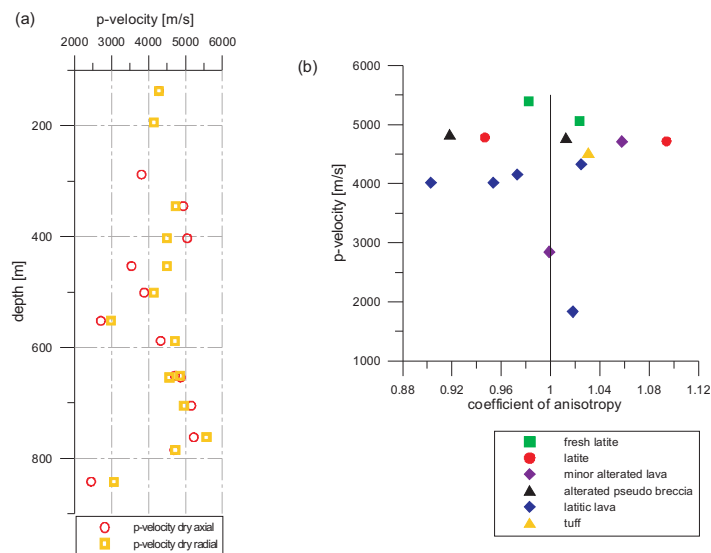 (a)
p-velocity [m/s]
2000 3000 4000 5000 6000
200
400
600
800
depth [m]
p-velocity dry axial
p-velocity dry radial
(b)
6000
5000
4000
3000
2000
1000
p-velocity [m/s]
0.88 0.92 0.96 1 1.04 1.08 1.12
coefficient of anisotropy
fresh latite
latite
minor alterated lava
alterated pseudo breccia
latitic lava
tuff